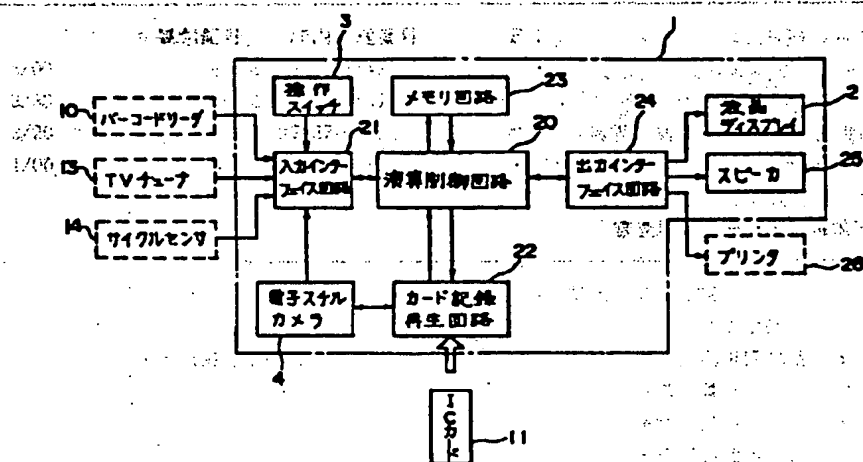 1
3
操作
スイッチ
メモリ回路
23
24
液晶
ディスプレイ
2
10
バーコードリーダ
21
入力インター
フェイス回路
20
演算制御回路
出力インター
フェイス回路
スピーカ
25
13
TVチューナ
14
サイクルセンサ
プリンタ
26
電子スチル
カメラ
4
22
カード記録
再生回路
ICカード
11